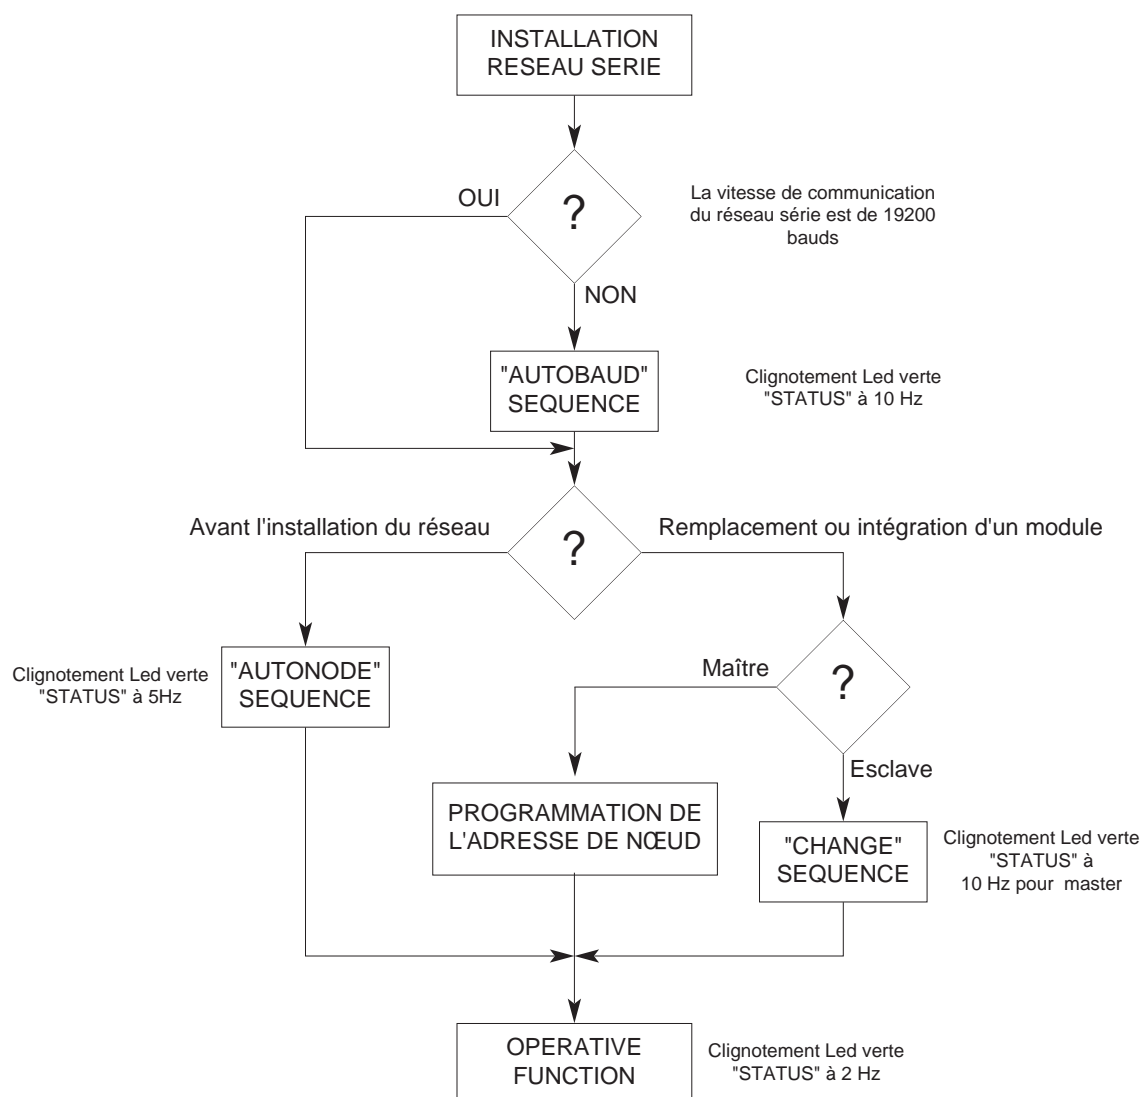 INSTALLATION
RESEAU SERIE
OUI
?
La vitesse de communication
du réseau série est de 19200
bauds
NON
"AUTOBAUD"
SEQUENCE
Clignotement Led verte
"STATUS" à 10 Hz
Avant l'installation du réseau
?
Remplacement ou intégration d'un module
Clignotement Led verte
"STATUS" à 5Hz
"AUTONODE"
SEQUENCE
Maître
?
Esclave
PROGRAMMATION DE
L'ADRESSE DE NŒUD
"CHANGE"
SEQUENCE
Clignotement Led verte
"STATUS" à
10 Hz pour master
OPERATIVE
FUNCTION
Clignotement Led verte
"STATUS" à 2 Hz